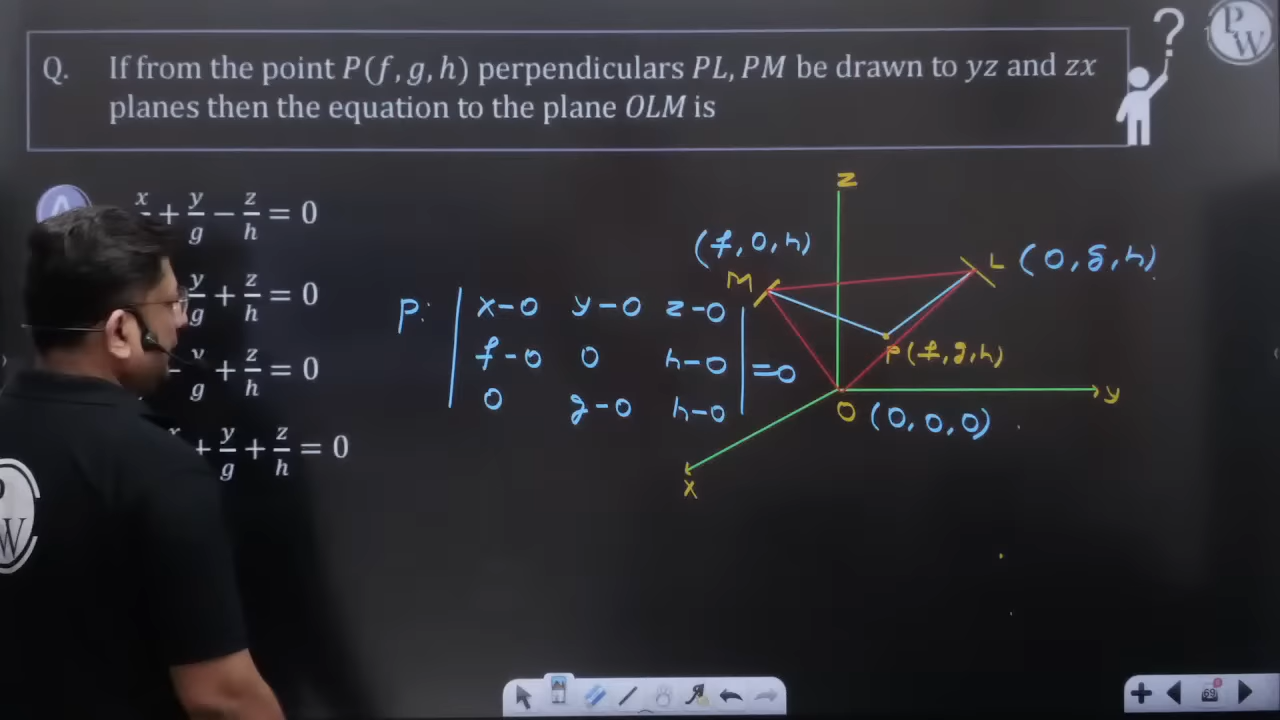 Q. If from the point P(f, g, h) perpendiculars PL, PM be drawn to yz and zx
planes then the equation to the plane OLM is
?
PW
A
x + y/g − z/h = 0
y/g + z/h = 0
y/g + z/h = 0
+ y/g + z/h = 0
P: | x-0 y-0 z-0 |
| f-0 0 h-0 | =0
| 0 g-0 h-0 |
z
(f,0,h)
M
L (0,g,h)
P(f,g,h)
O (0,0,0)
y
x
W
69